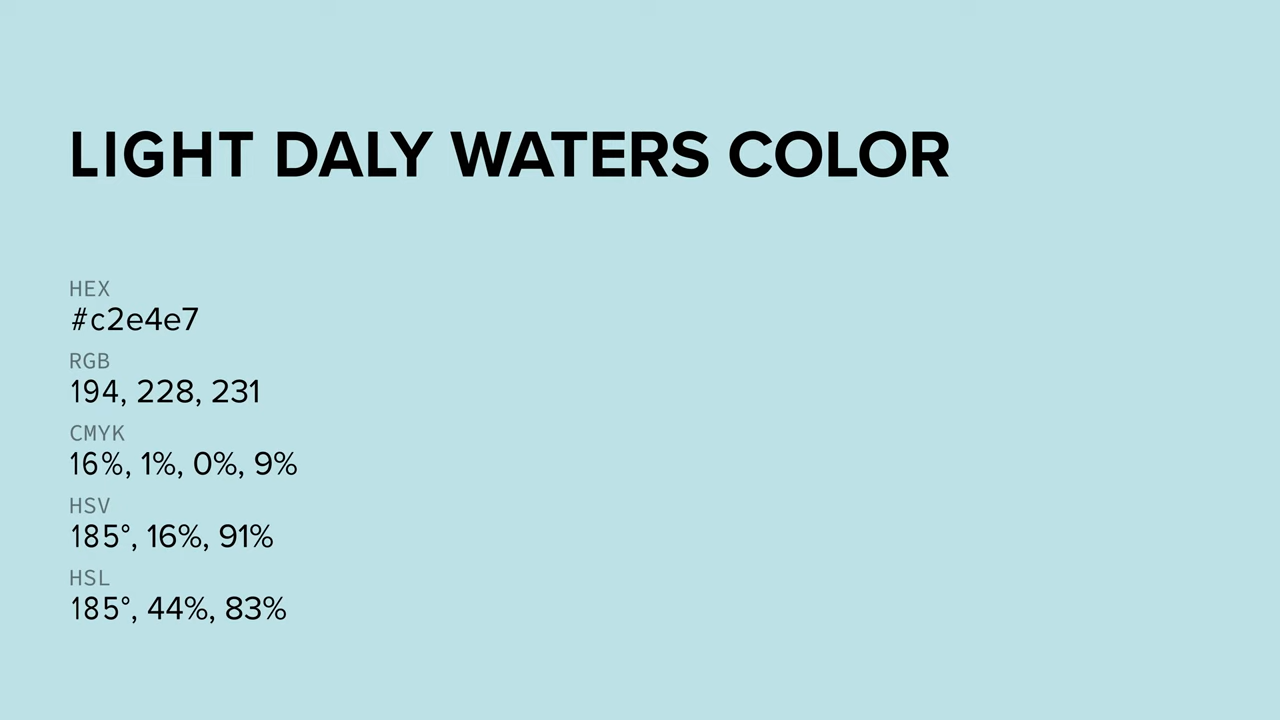 LIGHT DALY WATERS COLOR
HEX
#c2e4e7
RGB
194, 228, 231
CMYK
16%, 1%, 0%, 9%
HSV
185°, 16%, 91%
HSL
185°, 44%, 83%